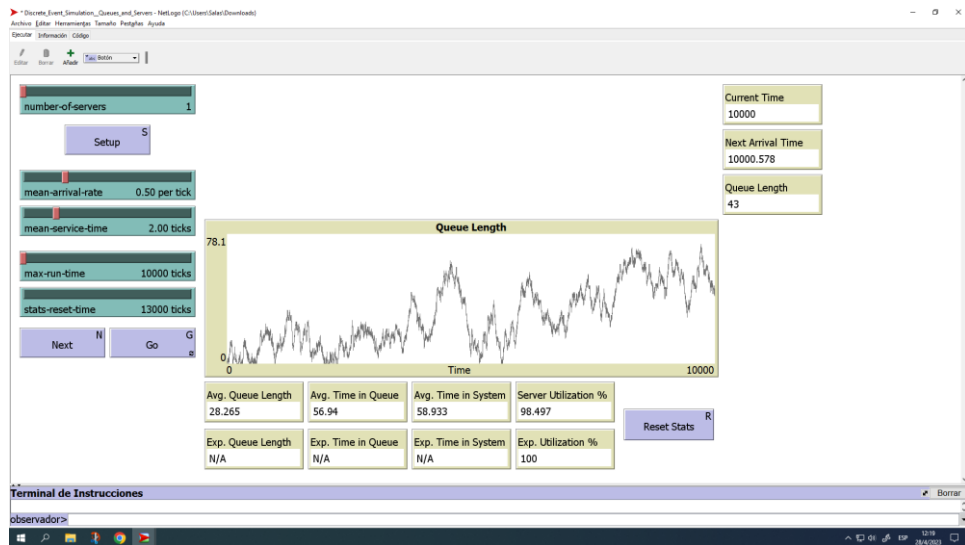 * Discrete_Event_Simulation__Queues_and_Servers - NetLogo {C:\Users\Salas\Downloads}
Archivo Editar Herramientas Tamaño Pestañas Ayuda
Ejecutar Información Código
Editar Borrar Añadir Botón
number-of-servers 1
S
Setup
mean-arrival-rate 0.50 per tick
mean-service-time 2.00 ticks
max-run-time 10000 ticks
stats-reset-time 13000 ticks
N
Next
G
Go
Current Time
10000
Next Arrival Time
10000.578
Queue Length
43
Queue Length
78.1
0
0 Time 10000
Avg. Queue Length Avg. Time in Queue Avg. Time in System Server Utilization %
28.265 56.94 58.933 98.497
R
Reset Stats
Exp. Queue Length Exp. Time in Queue Exp. Time in System Exp. Utilization %
N/A N/A N/A 100
Terminal de Instrucciones Borrar
observador>
ESP 12:19
28/4/2023